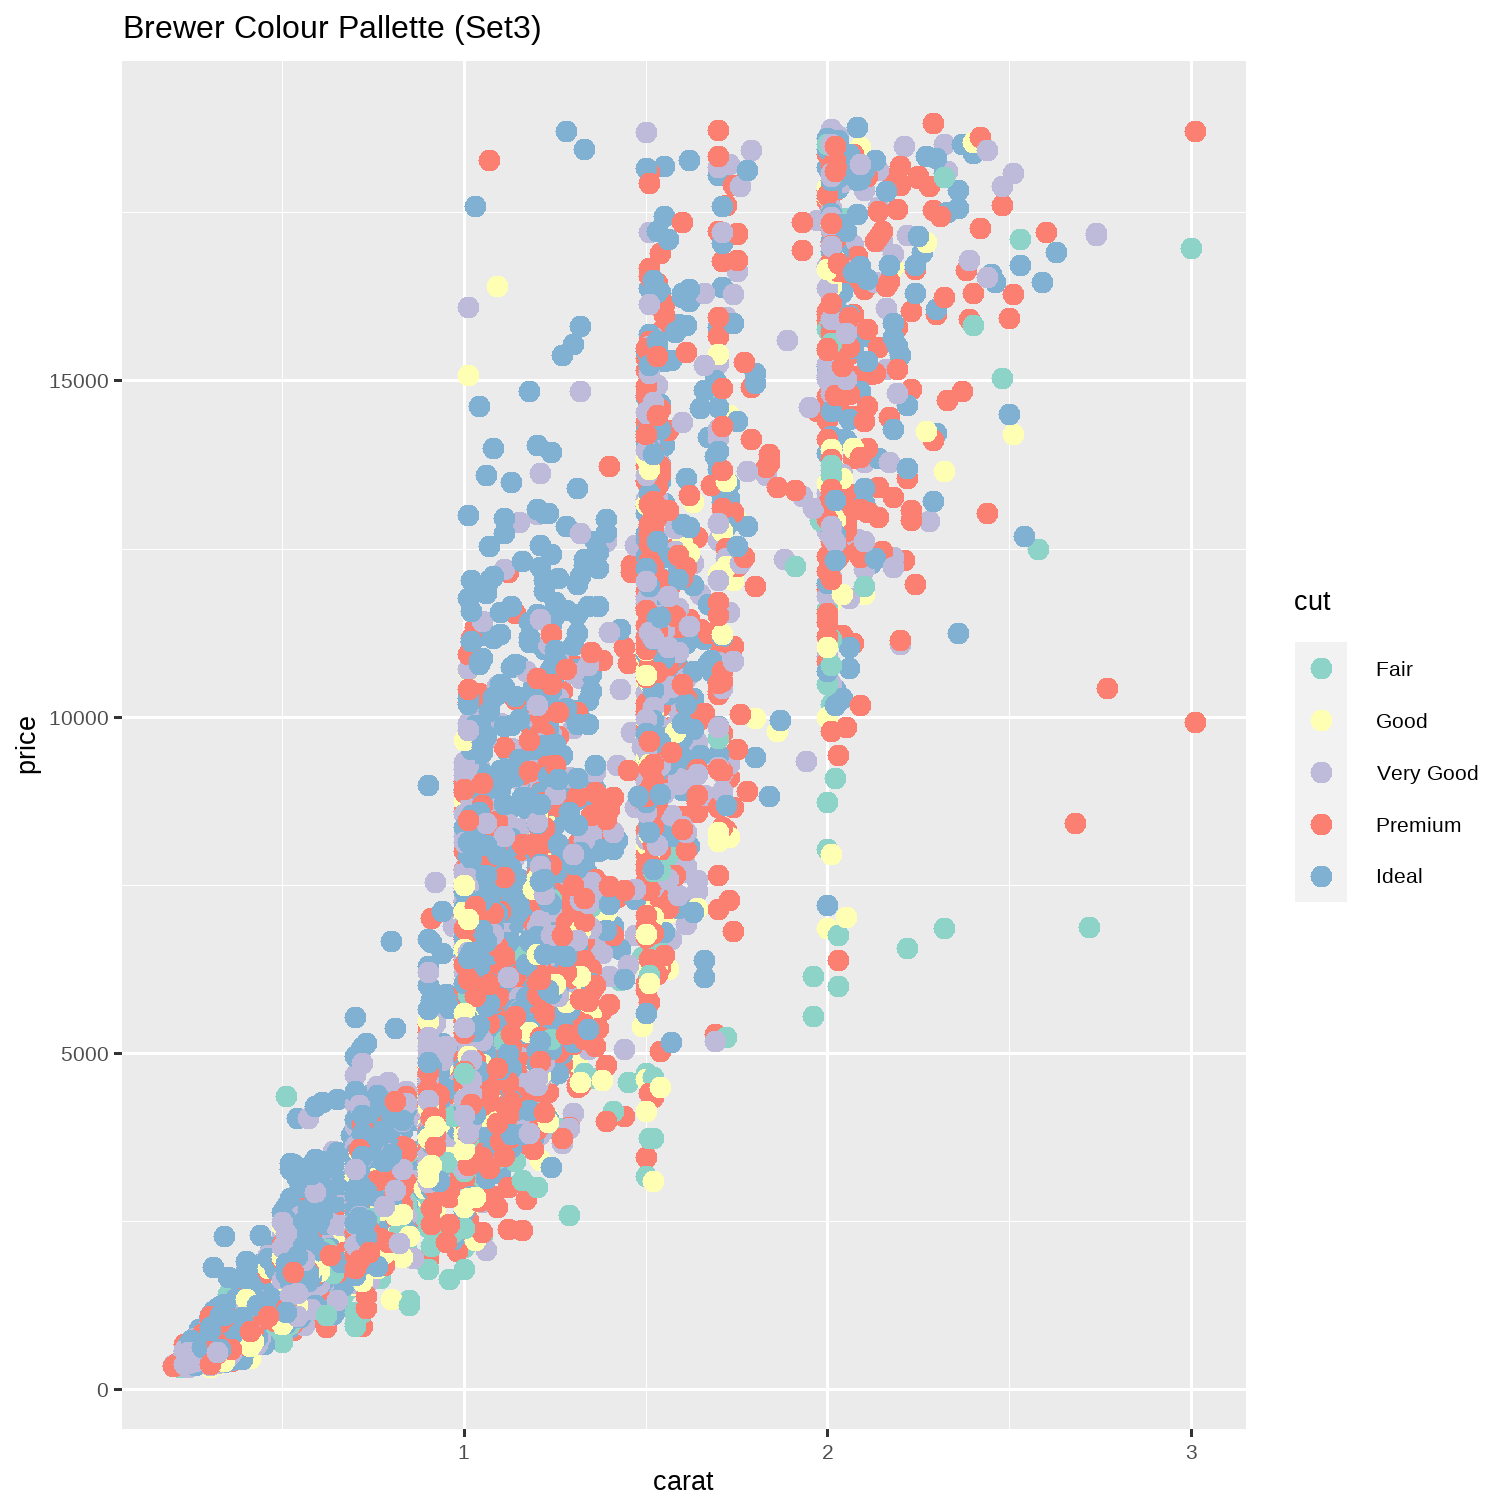 Brewer Colour Pallette (Set3)
price
15000
10000
5000
0
1
2
3
carat
cut
Fair
Good
Very Good
Premium
Ideal